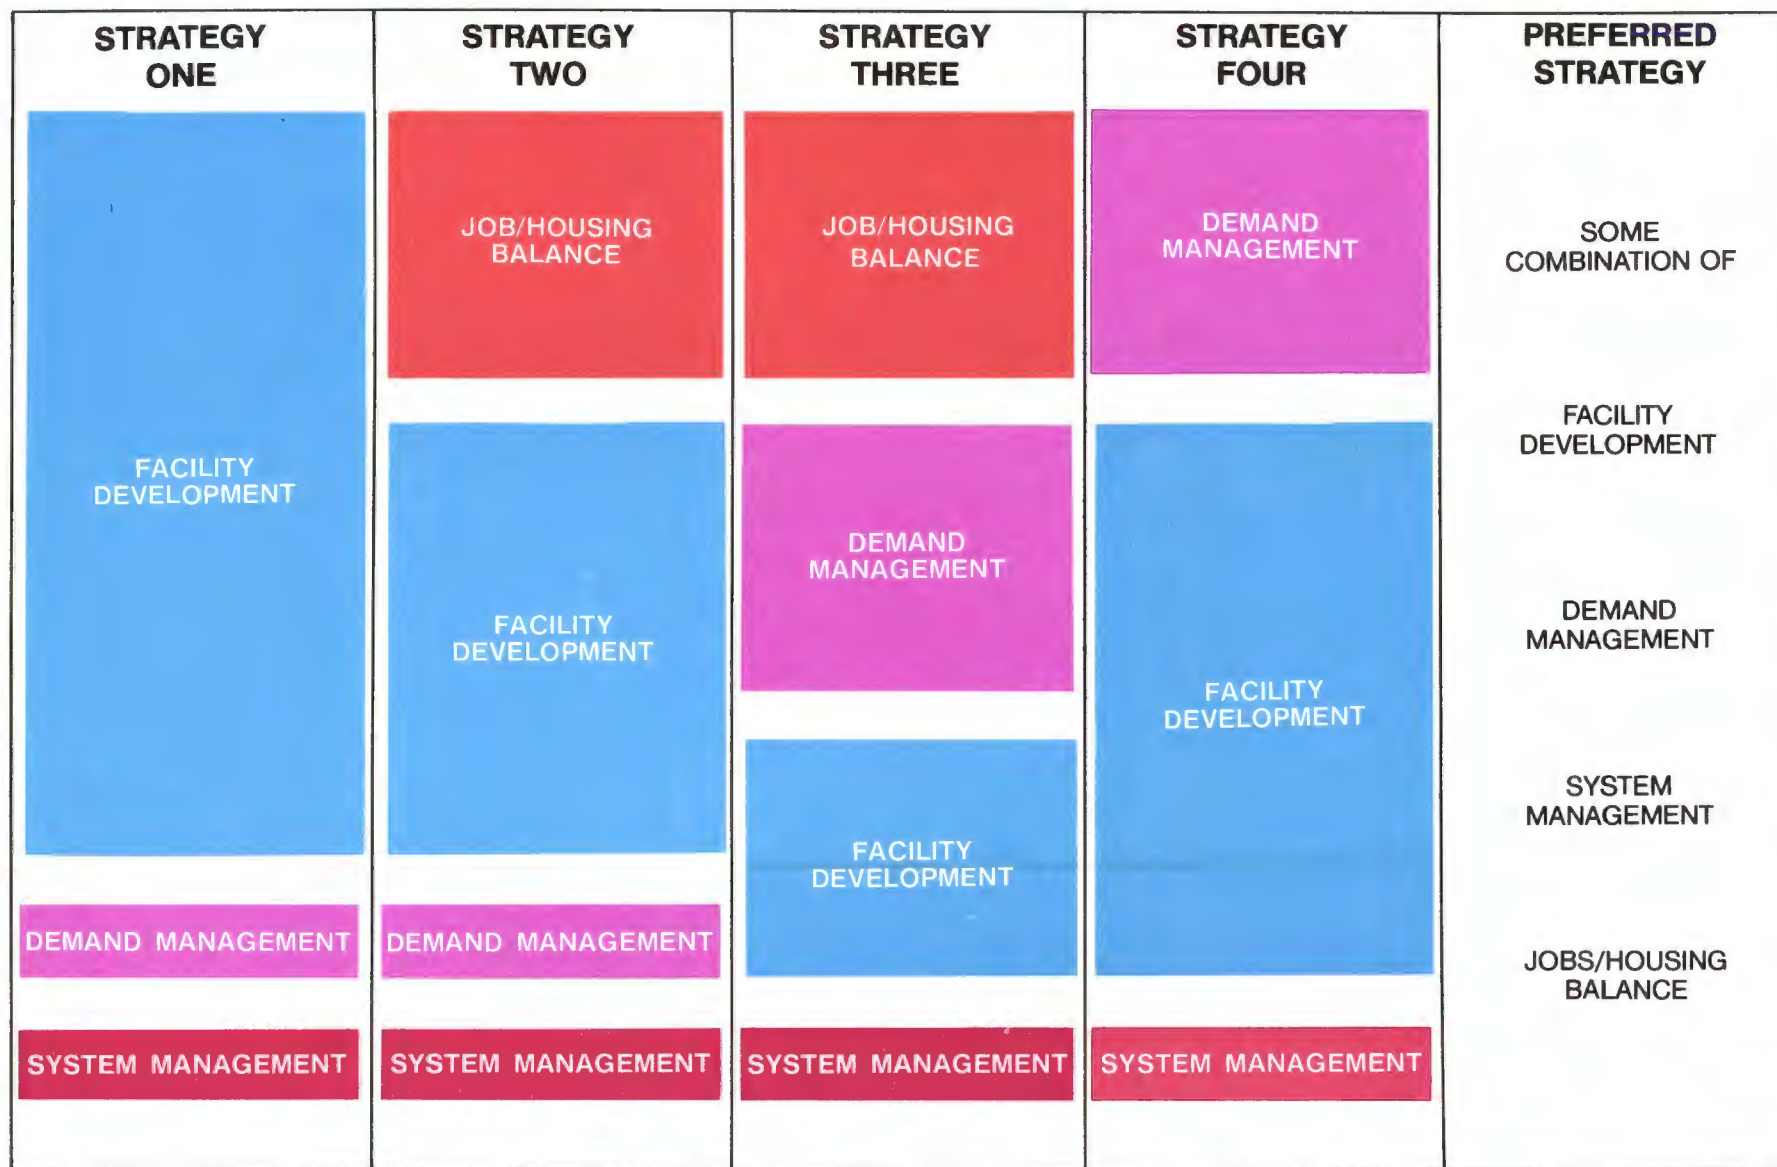 STRATEGY
ONE
FACILITY
DEVELOPMENT
DEMAND MANAGEMENT
SYSTEM MANAGEMENT
STRATEGY
TWO
JOB/HOUSING
BALANCE
FACILITY
DEVELOPMENT
DEMAND MANAGEMENT
SYSTEM MANAGEMENT
STRATEGY
THREE
JOB/HOUSING
BALANCE
DEMAND
MANAGEMENT
FACILITY
DEVELOPMENT
SYSTEM MANAGEMENT
STRATEGY
FOUR
DEMAND
MANAGEMENT
FACILITY
DEVELOPMENT
SYSTEM MANAGEMENT
PREFERRED
STRATEGY
SOME
COMBINATION OF
FACILITY
DEVELOPMENT
DEMAND
MANAGEMENT
SYSTEM
MANAGEMENT
JOBS/HOUSING
BALANCE